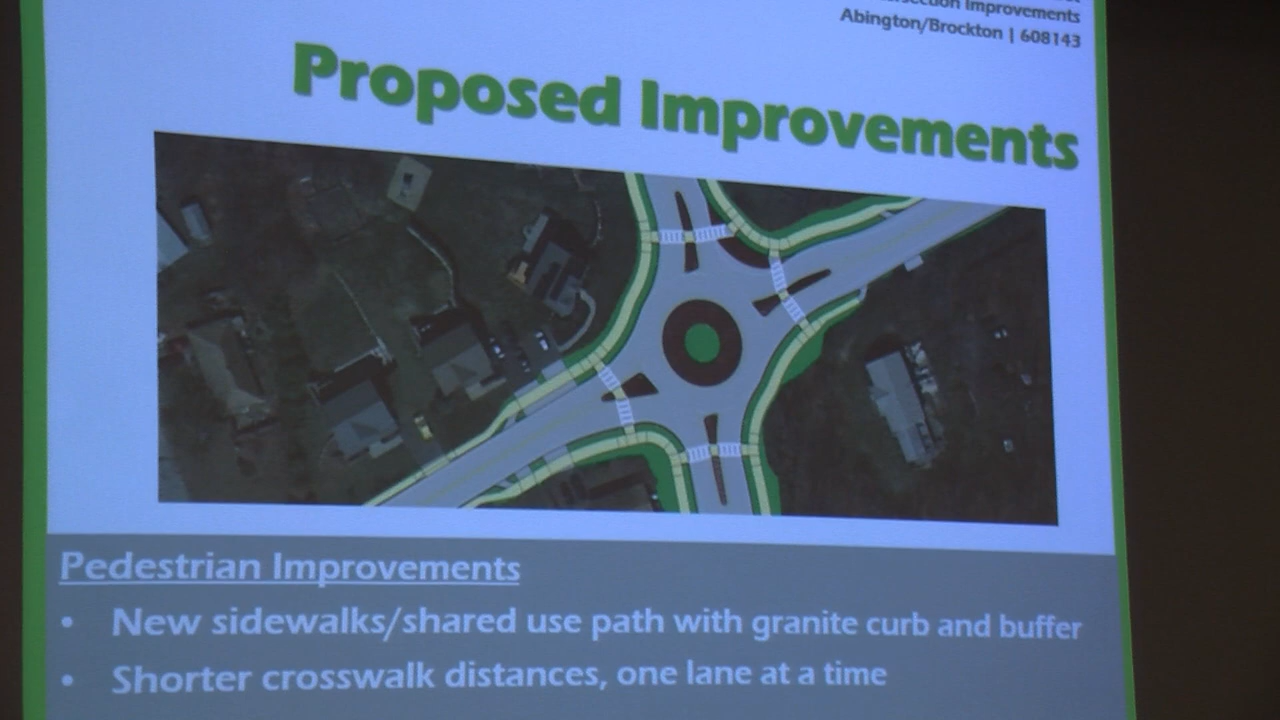 Improvements
Abington/Brockton | 608143
Proposed Improvements
Pedestrian Improvements
• New sidewalks/shared use path with granite curb and buffer
• Shorter crosswalk distances, one lane at a time